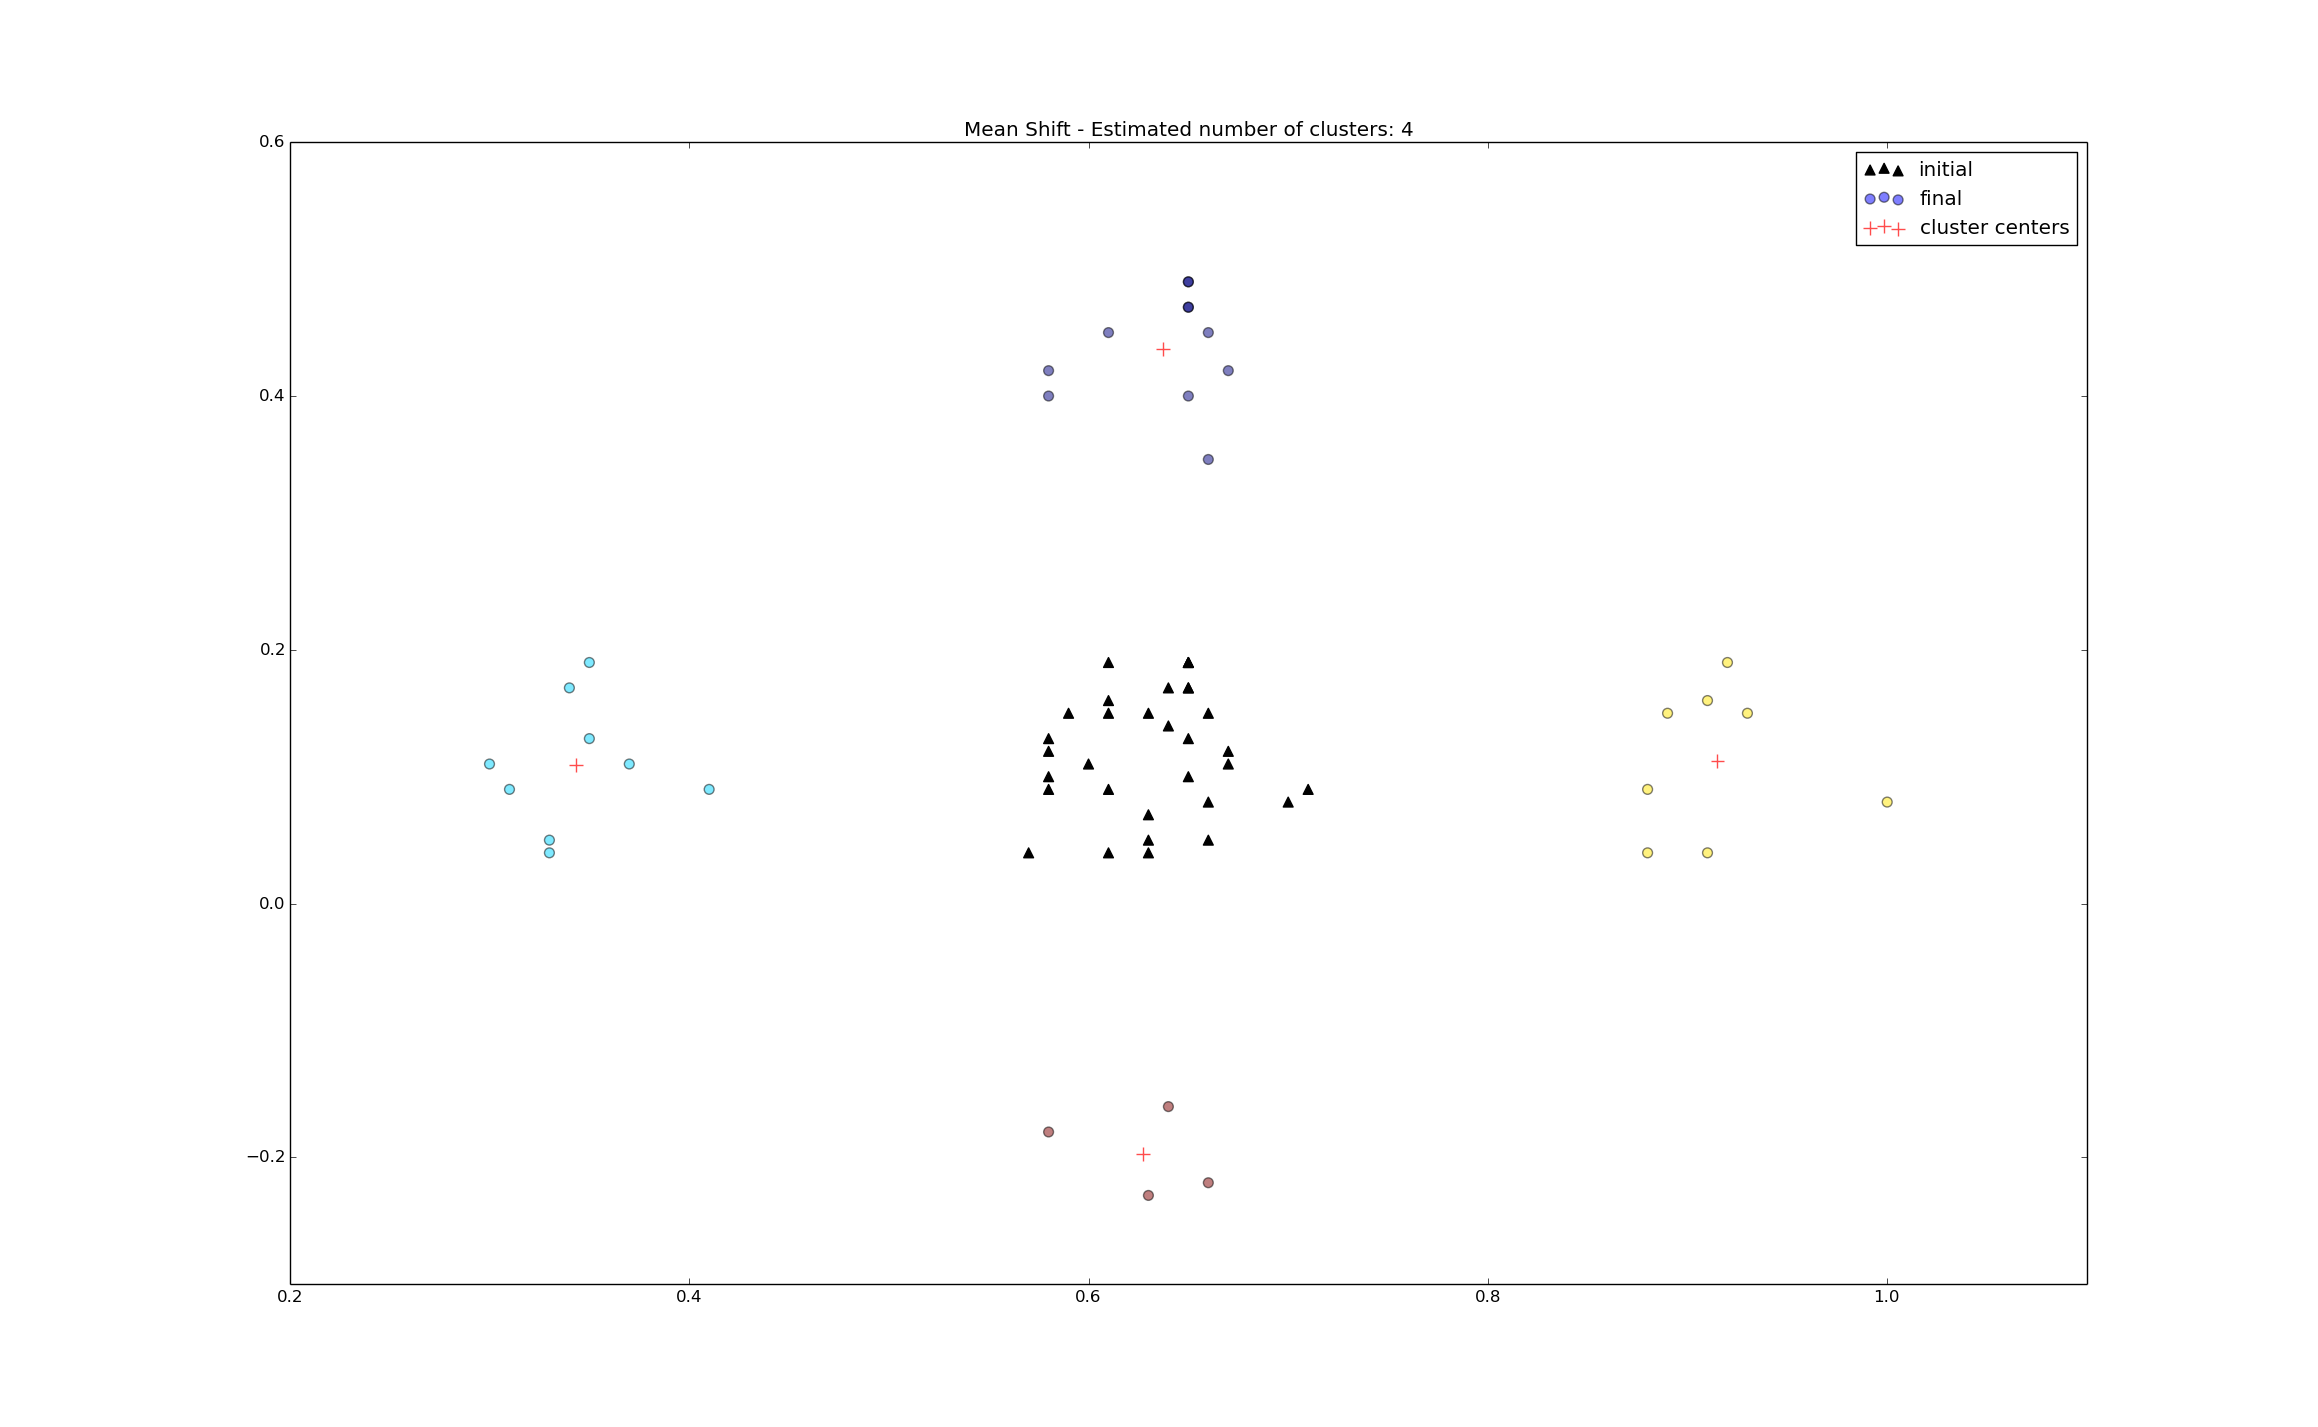 Mean Shift - Estimated number of clusters: 4
initial
final
cluster centers
0.6
0.4
0.2
0.0
−0.2
0.2 0.4 0.6 0.8 1.0